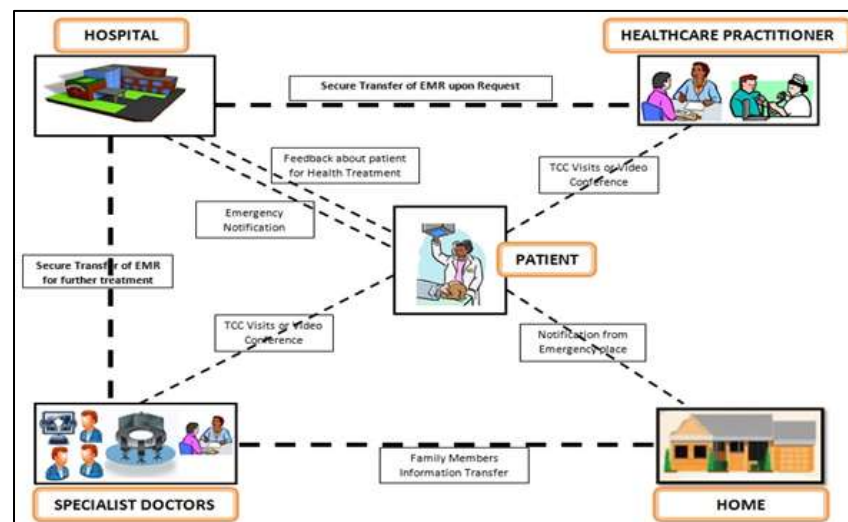 HOSPITAL
HEALTHCARE PRACTITIONER
Secure Transfer of EMR upon Request
Feedback about patient
for Health Treatment
TCC Visits or Video
Conference
Emergency
Notification
PATIENT
Secure Transfer of EMR
for further treatment
TCC Visits or Video
Conference
Notification from
Emergency place
Family Members
Information Transfer
SPECIALIST DOCTORS
HOME